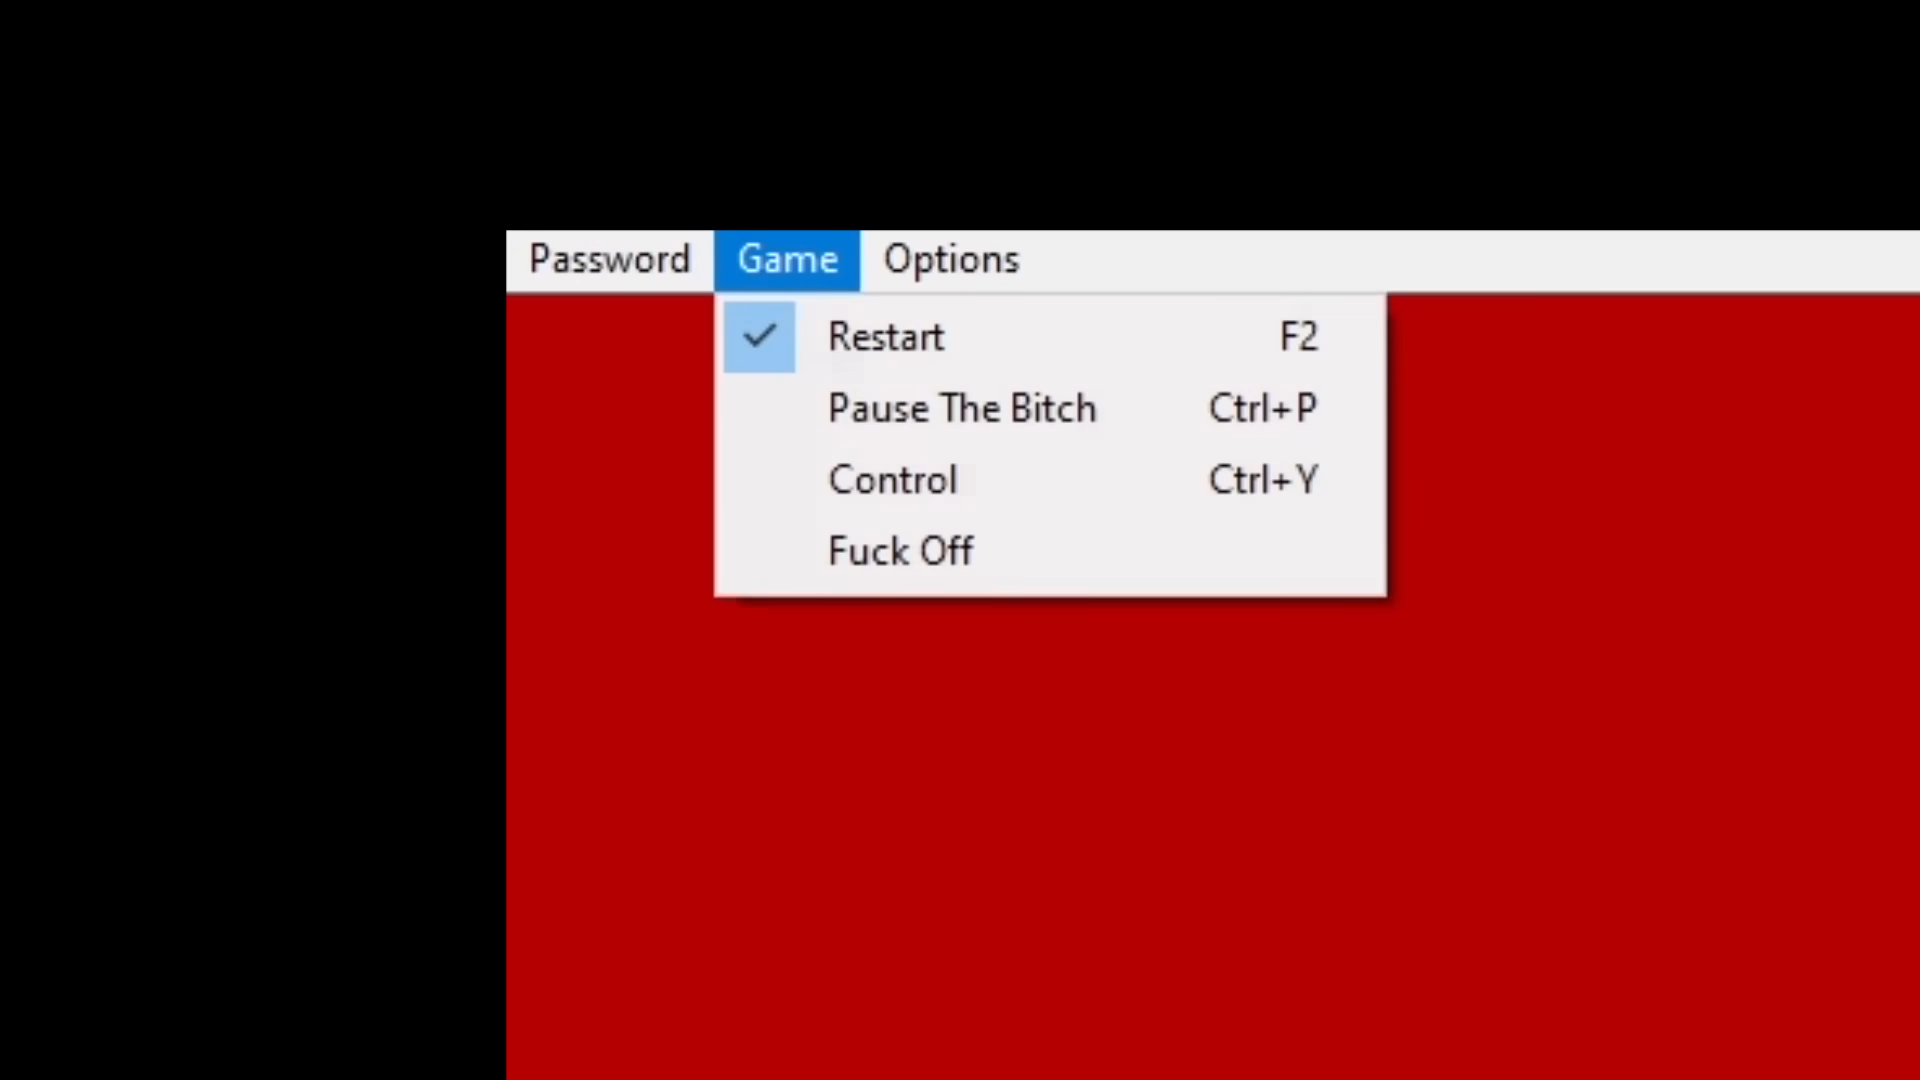 Password Game Options
Restart F2
Pause The Bitch Ctrl+P
Control Ctrl+Y
Fuck Off